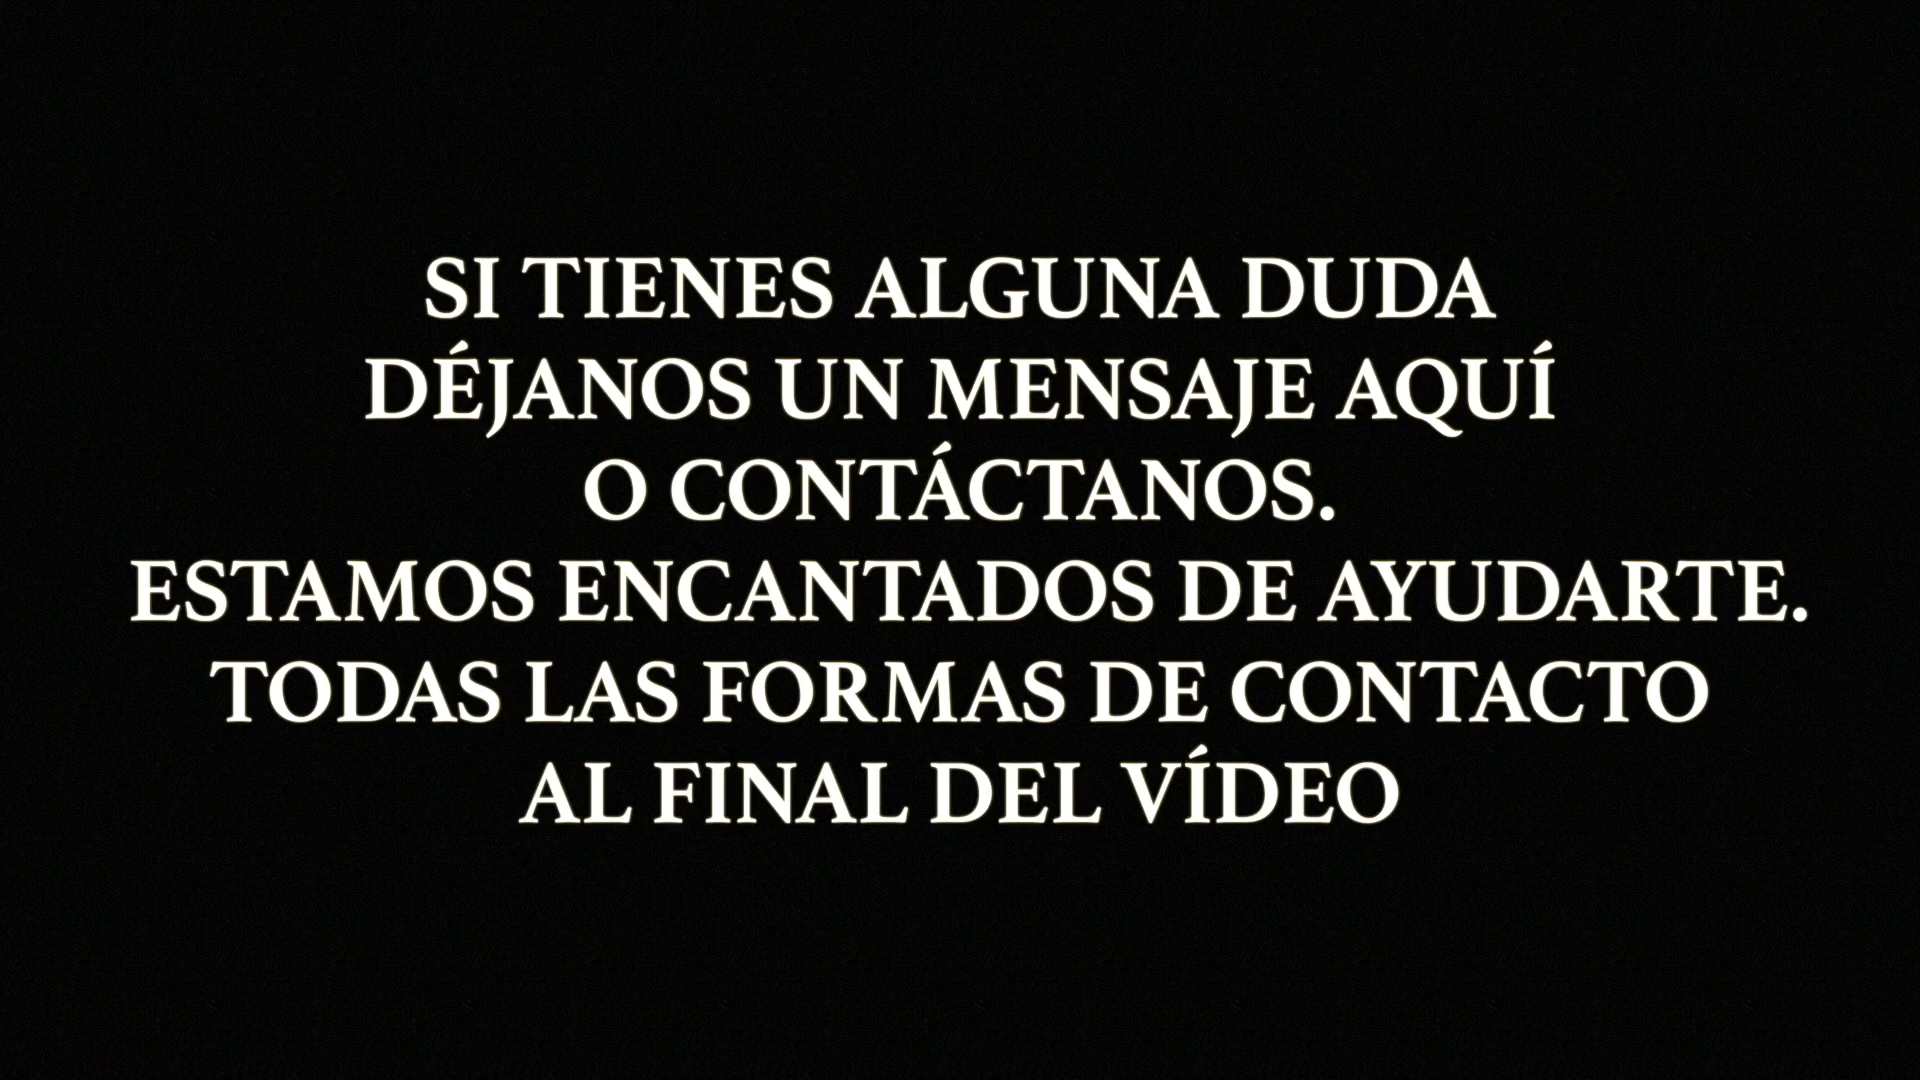 SI TIENES ALGUNA DUDA
DÉJANOS UN MENSAJE AQUÍ
O CONTÁCTANOS.
ESTAMOS ENCANTADOS DE AYUDARTE.
TODAS LAS FORMAS DE CONTACTO
AL FINAL DEL VÍDEO